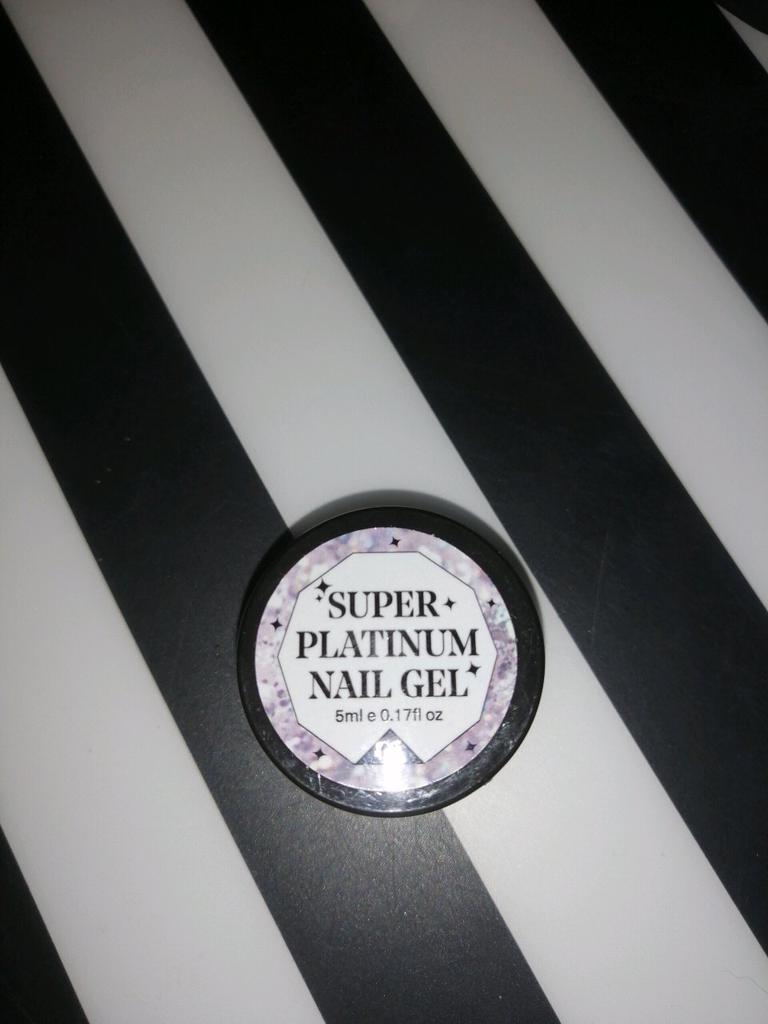 SUPER
PLATINUM
NAIL GEL
5ml e 0.17fl oz